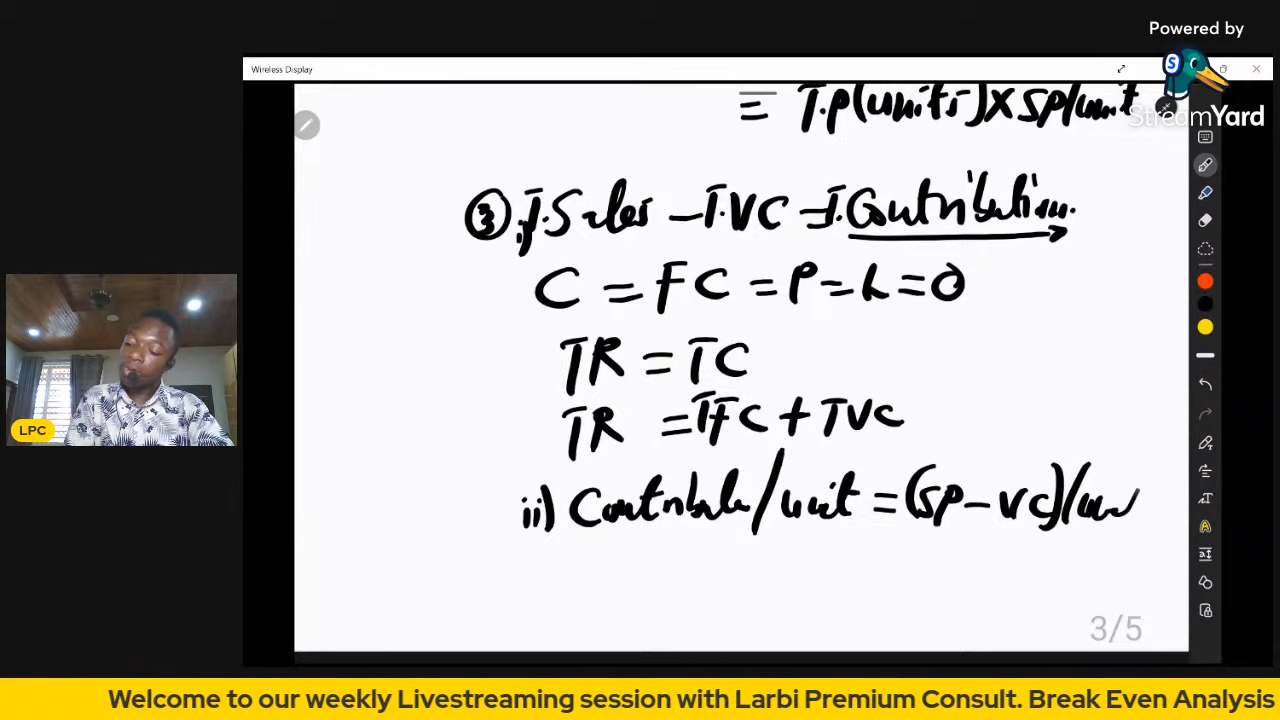 Powered by
StreamYard
Wireless Display
= T.P(units)X SP/unit
③ i) T.Sales – T.VC = T.Contribution.
C = FC = P = L = 0
TR = TC
TR = TFC + TVC
ii) Contribution/unit = (SP – VC)/unit
3/5
LPC
Welcome to our weekly Livestreaming session with Larbi Premium Consult. Break Even Analysis